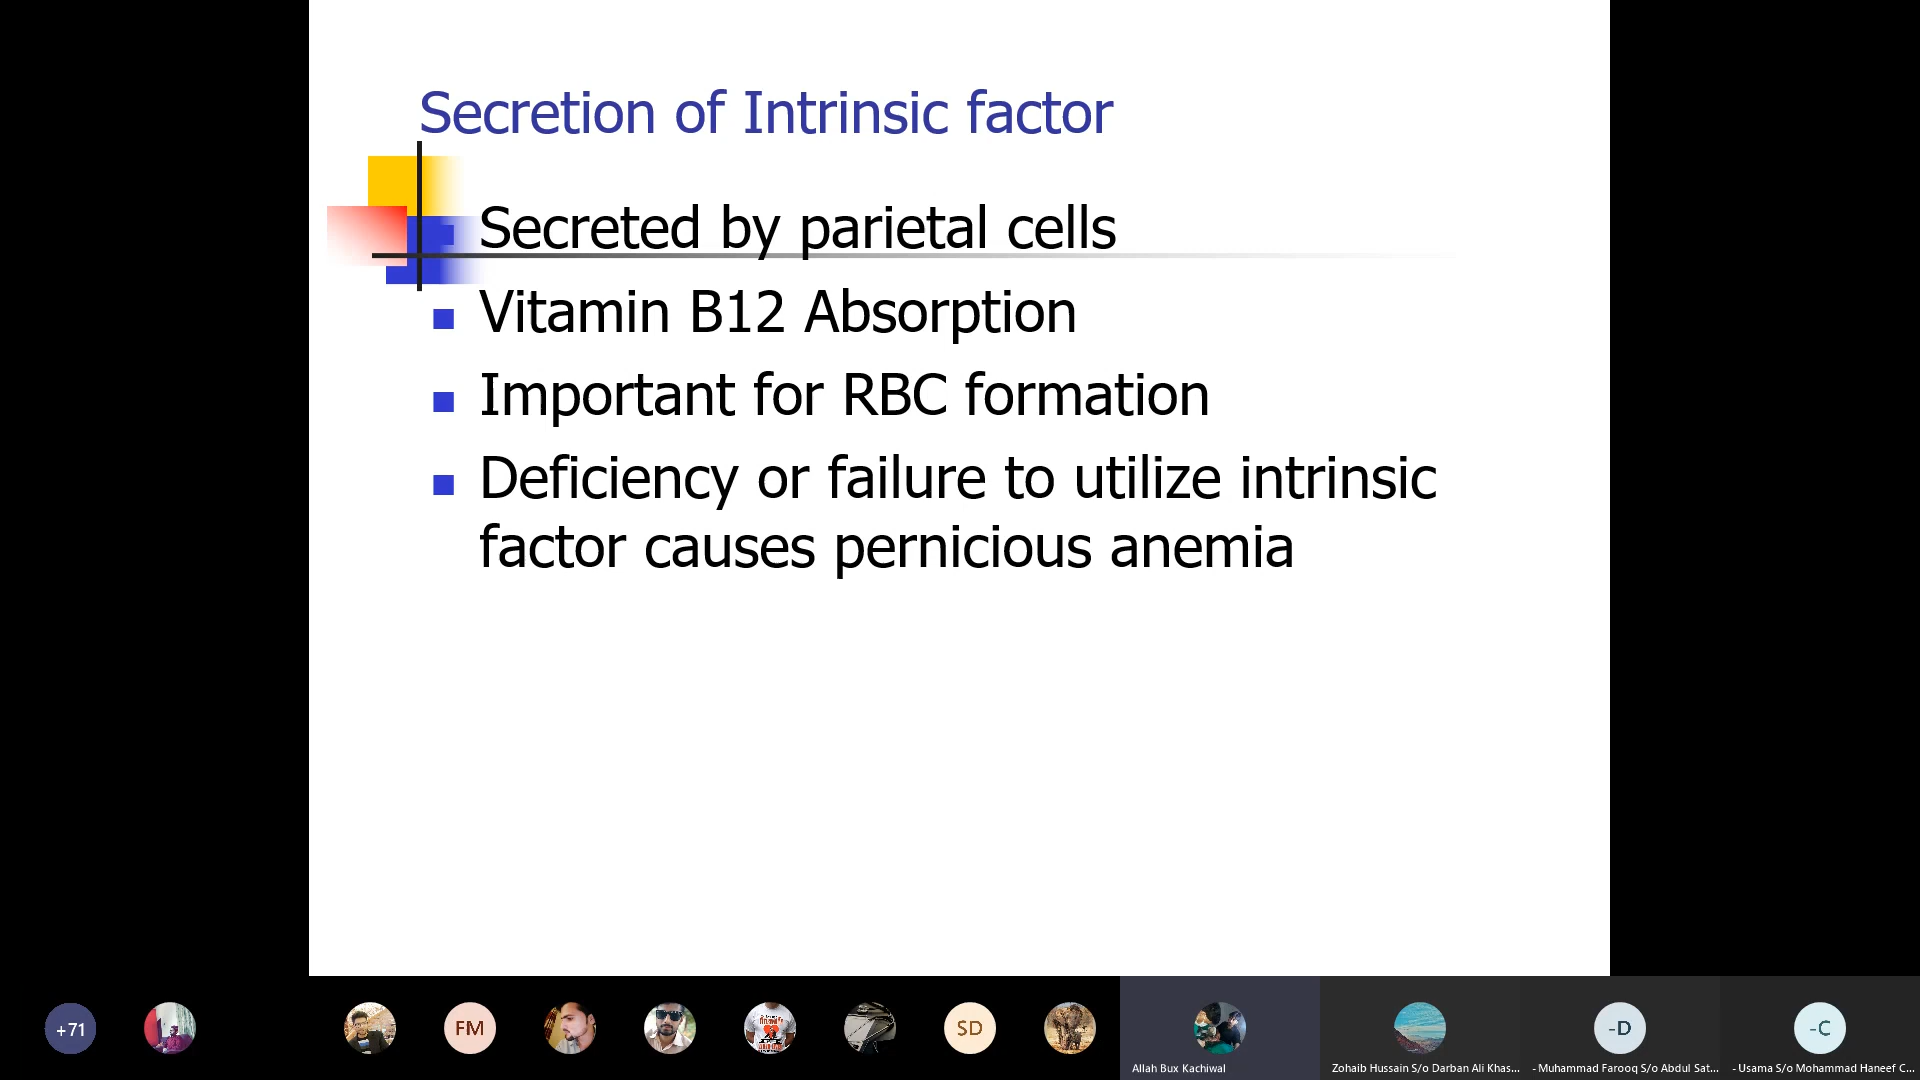 Secretion of Intrinsic factor
Secreted by parietal cells
Vitamin B12 Absorption
Important for RBC formation
Deficiency or failure to utilize intrinsic
factor causes pernicious anemia
+71
FM
SD
-D
-C
Allah Bux Kachiwal
Zohaib Hussain S/o Darban Ali Khas...
- Muhammad Farooq S/o Abdul Sat...
- Usama S/o Mohammad Haneef C...